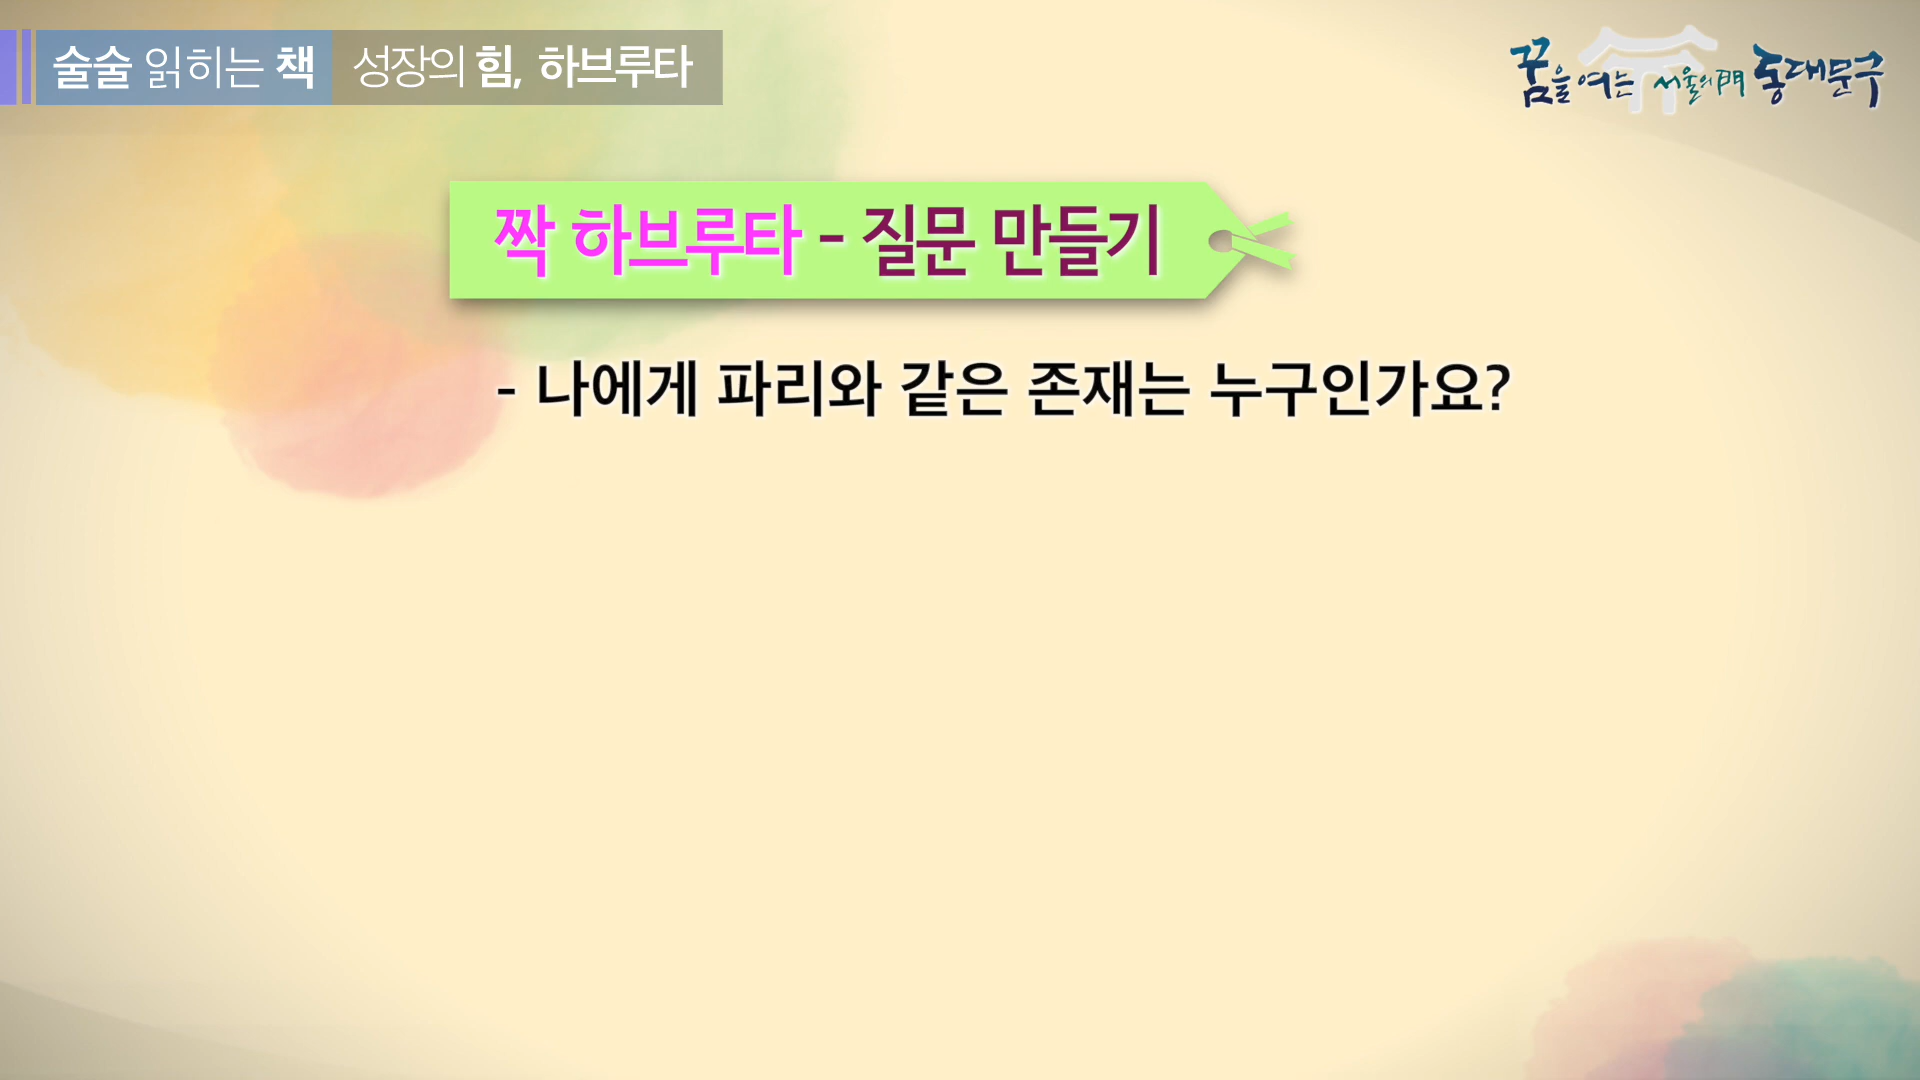 술술 읽히는 책 성장의 힘, 하브루타
꿈을 여는 서울의 門 동대문구
짝 하브루타 - 질문 만들기
- 나에게 파리와 같은 존재는 누구인가요?